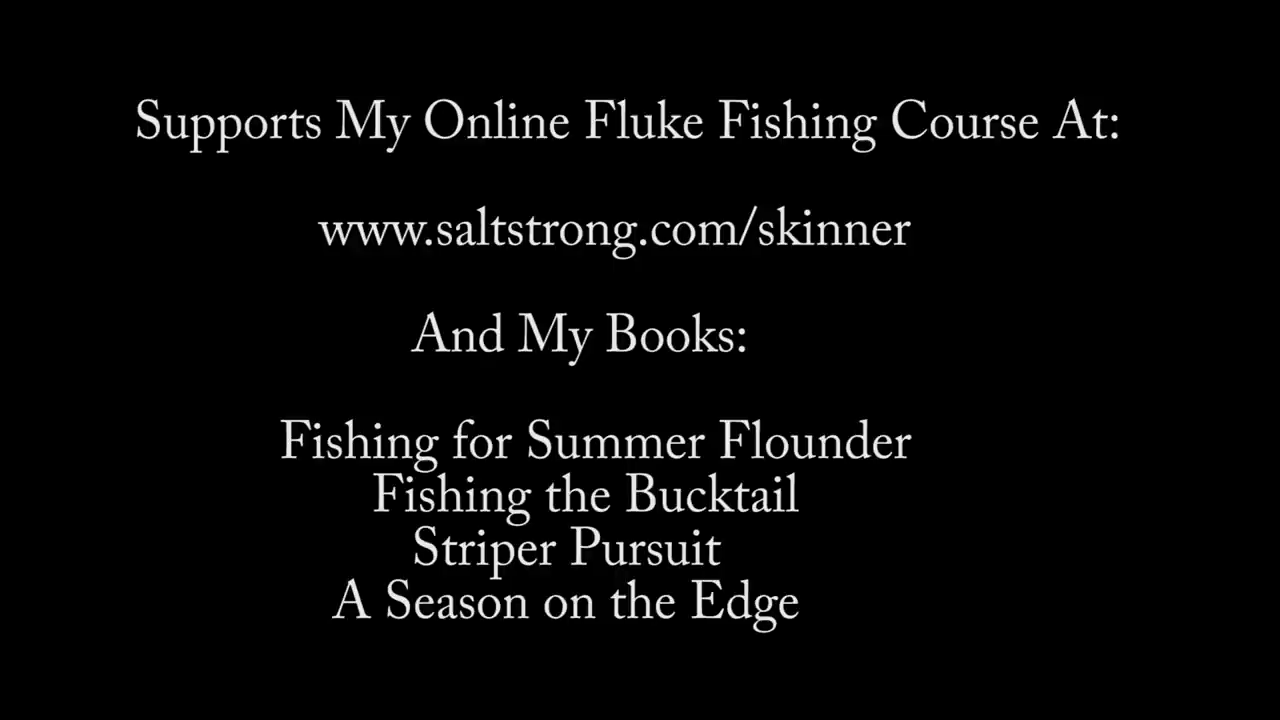 Supports My Online Fluke Fishing Course At:
www.saltstrong.com/skinner
And My Books:
Fishing for Summer Flounder
Fishing the Bucktail
Striper Pursuit
A Season on the Edge